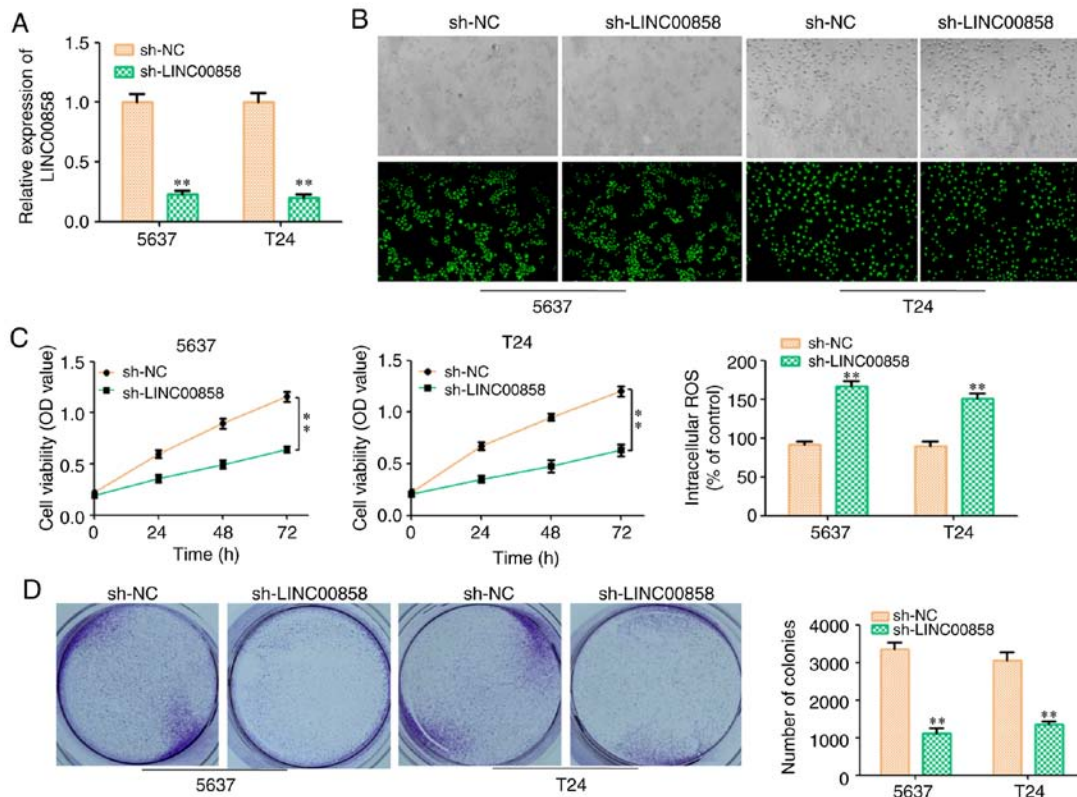 A
Relative expression of
LINC00858
1.5
1.0
0.5
0.0
sh-NC
sh-LINC00858
**
**
5637
T24
B
sh-NC
sh-LINC00858
sh-NC
sh-LINC00858
5637
T24
C
5637
Cell viability (OD value)
1.5
1.0
0.5
0.0
sh-NC
sh-LINC00858
**
0
24
48
72
Time (h)
T24
Cell viability (OD value)
1.5
1.0
0.5
0.0
sh-NC
sh-LINC00858
**
0
24
48
72
Time (h)
Intracellular ROS
(% of control)
200
150
100
50
0
sh-NC
sh-LINC00858
**
**
5637
T24
D
sh-NC
sh-LINC00858
sh-NC
sh-LINC00858
5637
T24
Number of colonies
4000
3000
2000
1000
0
sh-NC
sh-LINC00858
**
**
5637
T24